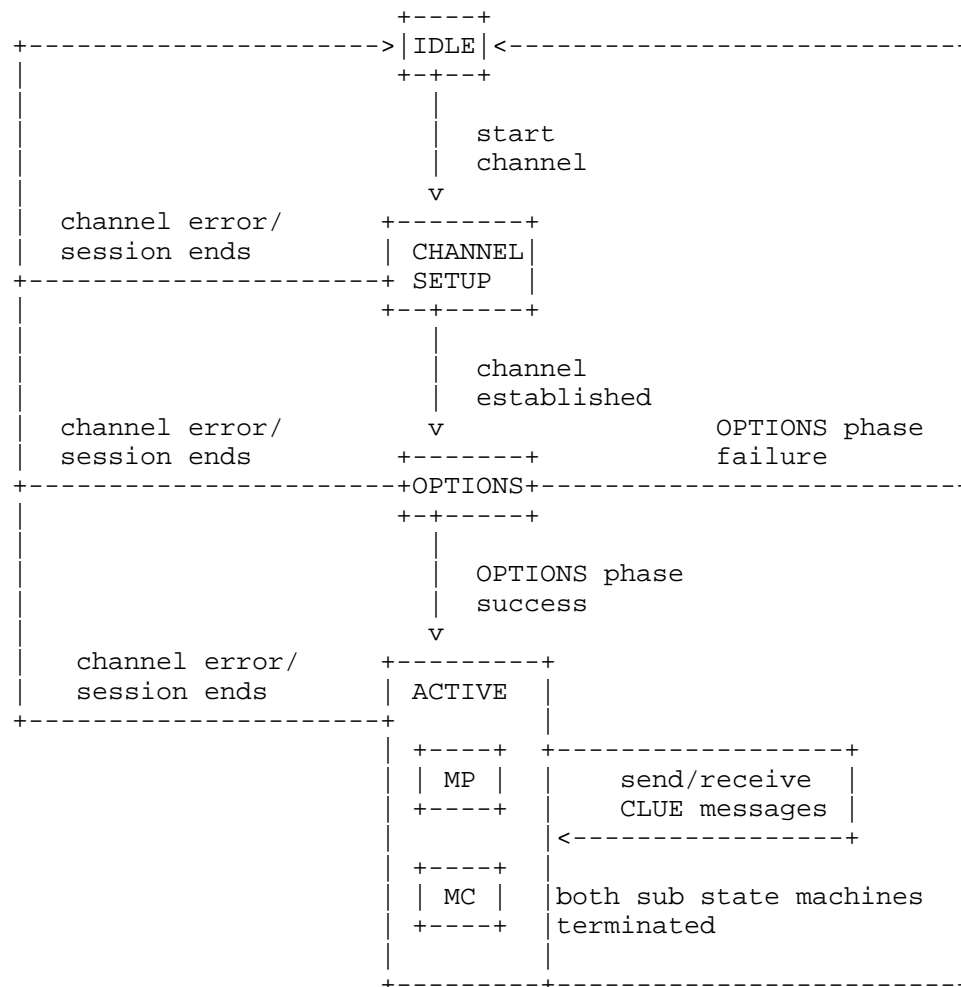 IDLE
start
channel
channel error/
session ends
CHANNEL
SETUP
channel
established
channel error/
session ends
OPTIONS phase
failure
OPTIONS
OPTIONS phase
success
channel error/
session ends
ACTIVE
MP
send/receive
CLUE messages
MC
both sub state machines
terminated